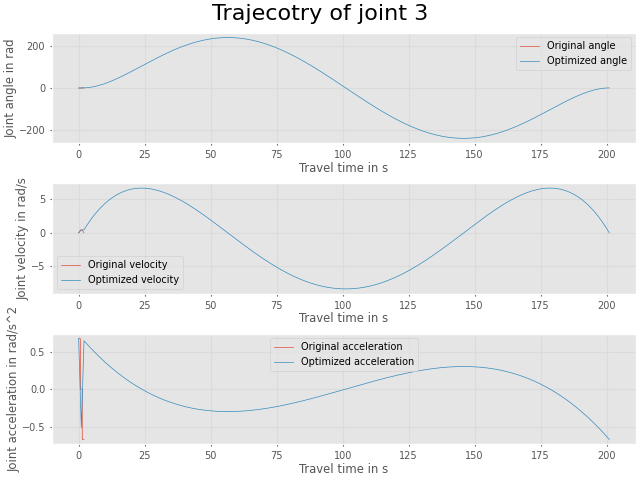 Trajecotry of joint 3
Joint angle in rad
200
0
−200
Original angle
Optimized angle
0 25 50 75 100 125 150 175 200
Travel time in s
Joint velocity in rad/s
5
0
−5
Original velocity
Optimized velocity
0 25 50 75 100 125 150 175 200
Travel time in s
Joint acceleration in rad/s^2
0.5
0.0
−0.5
Original acceleration
Optimized acceleration
0 25 50 75 100 125 150 175 200
Travel time in s